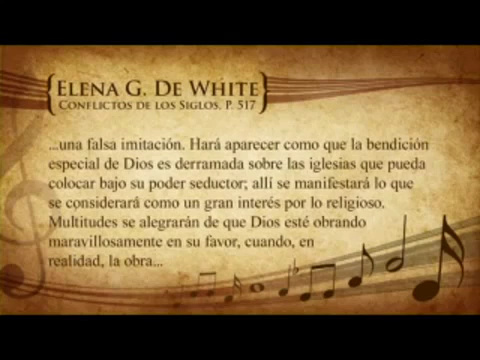 {ELENA G. DE WHITE}
CONFLICTOS DE LOS SIGLOS. P. 517
...una falsa imitación. Hará aparecer como que la bendición
especial de Dios es derramada sobre las iglesias que pueda
colocar bajo su poder seductor; allí se manifestará lo que
se considerará como un gran interés por lo religioso.
Multitudes se alegrarán de que Dios esté obrando
maravillosamente en su favor, cuando, en
realidad, la obra...